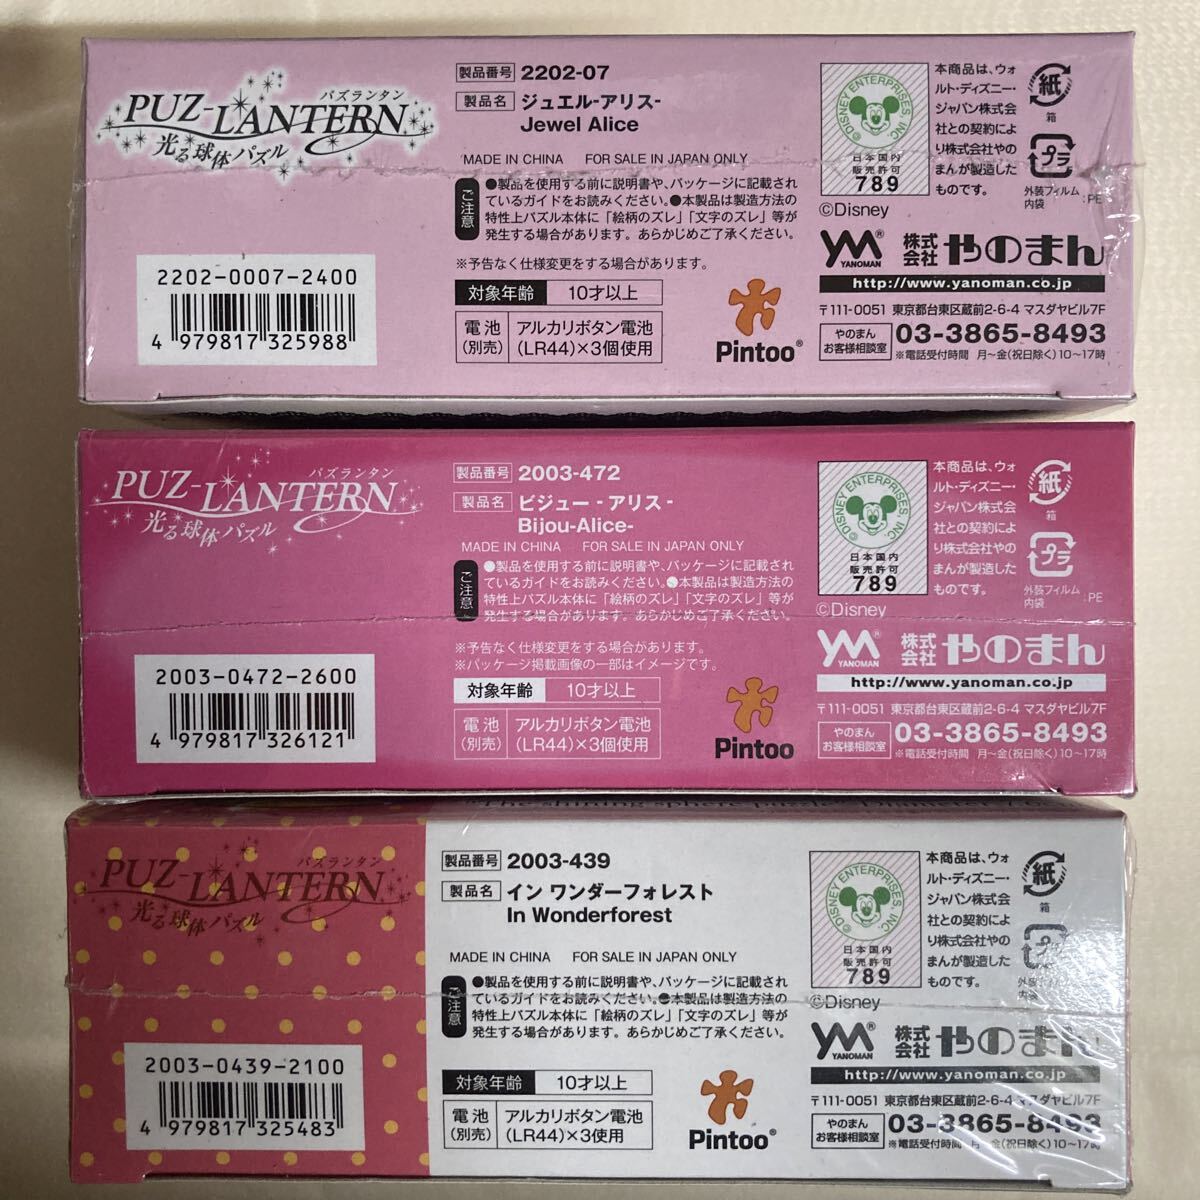 パズランタン
PUZ-LANTERN
光る球体パズル
2202-0007-2400
4 979817 325988
製品番号 2202-07
製品名 ジュエル-アリス-
Jewel Alice
MADE IN CHINA FOR SALE IN JAPAN ONLY
ご注意
●製品を使用する前に説明書や、パッケージに記載され
ているガイドをお読みください。●本製品は製造方法の
特性上パズル本体に「絵柄のズレ」「文字のズレ」等が
発生する場合があります。あらかじめご了承ください。
※予告なく仕様変更をする場合があります。
対象年齢 10才以上
電池(別売) アルカリボタン電池
(LR44)×3個使用
Pintoo®
©DISNEY ENTERPRISES INC.
日本国内
販売許可
789
©Disney
本商品は、ウォ
ルト・ディズニー・
ジャパン株式会
社との契約によ
り株式会社やの
まんが製造した
ものです。
紙
箱
プラ
外装フィルム
内袋 :PE
YM®
YANOMAN
株式会社 やのまん
http://www.yanoman.co.jp
〒111-0051 東京都台東区蔵前2-6-4 マスダヤビル7F
やのまん
お客様相談室
03-3865-8493
※電話受付時間 月～金(祝日除く)10～17時
パズランタン
PUZ-LANTERN
光る球体パズル
2003-0472-2600
4 979817 326121
製品番号 2003-472
製品名 ビジュー - アリス -
Bijou-Alice-
MADE IN CHINA FOR SALE IN JAPAN ONLY
ご注意
●製品を使用する前に説明書や、パッケージに記載され
ているガイドをお読みください。●本製品は製造方法の
特性上パズル本体に「絵柄のズレ」「文字のズレ」等が
発生する場合があります。あらかじめご了承ください。
※予告なく仕様変更をする場合があります。
※パッケージ掲載画像の一部はイメージです。
対象年齢 10才以上
電池(別売) アルカリボタン電池
(LR44)×3個使用
Pintoo
©DISNEY ENTERPRISES INC.
日本国内
販売許可
789
©Disney
本商品は、ウォ
ルト・ディズニー・
ジャパン株式会
社との契約によ
り株式会社やの
まんが製造した
ものです。
紙
箱
プラ
外装フィルム
内袋 :PE
YM®
YANOMAN
株式会社 やのまん
http://www.yanoman.co.jp
〒111-0051 東京都台東区蔵前2-6-4 マスダヤビル7F
やのまん
お客様相談室
03-3865-8493
※電話受付時間 月～金(祝日除く)10～17時
パズランタン
PUZ-LANTERN
光る球体パズル
2003-0439-2100
4 979817 325483
製品番号 2003-439
製品名 イン ワンダーフォレスト
In Wonderforest
MADE IN CHINA FOR SALE IN JAPAN ONLY
ご注意
●製品を使用する前に説明書や、パッケージに記載され
ているガイドをお読みください。●本製品は製造方法の
特性上パズル本体に「絵柄のズレ」「文字のズレ」等が
発生する場合があります。あらかじめご了承ください。
対象年齢 10才以上
電池(別売) アルカリボタン電池
(LR44)×3使用
Pintoo®
©DISNEY ENTERPRISES INC.
日本国内
販売許可
789
©Disney
本商品は、ウォ
ルト・ディズニー・
ジャパン株式会
社との契約によ
り株式会社やの
まんが製造した
ものです。
紙
箱
プラ
内袋 :PE
YM®
YANOMAN
株式会社 やのまん
http://www.yanoman.co.jp
〒111-0051 東京都台東区蔵前2-6-4 マスダヤビル7F
やのまん
お客様相談室
03-3865-8493
※電話受付時間 月～金(祝日除く)10～17時